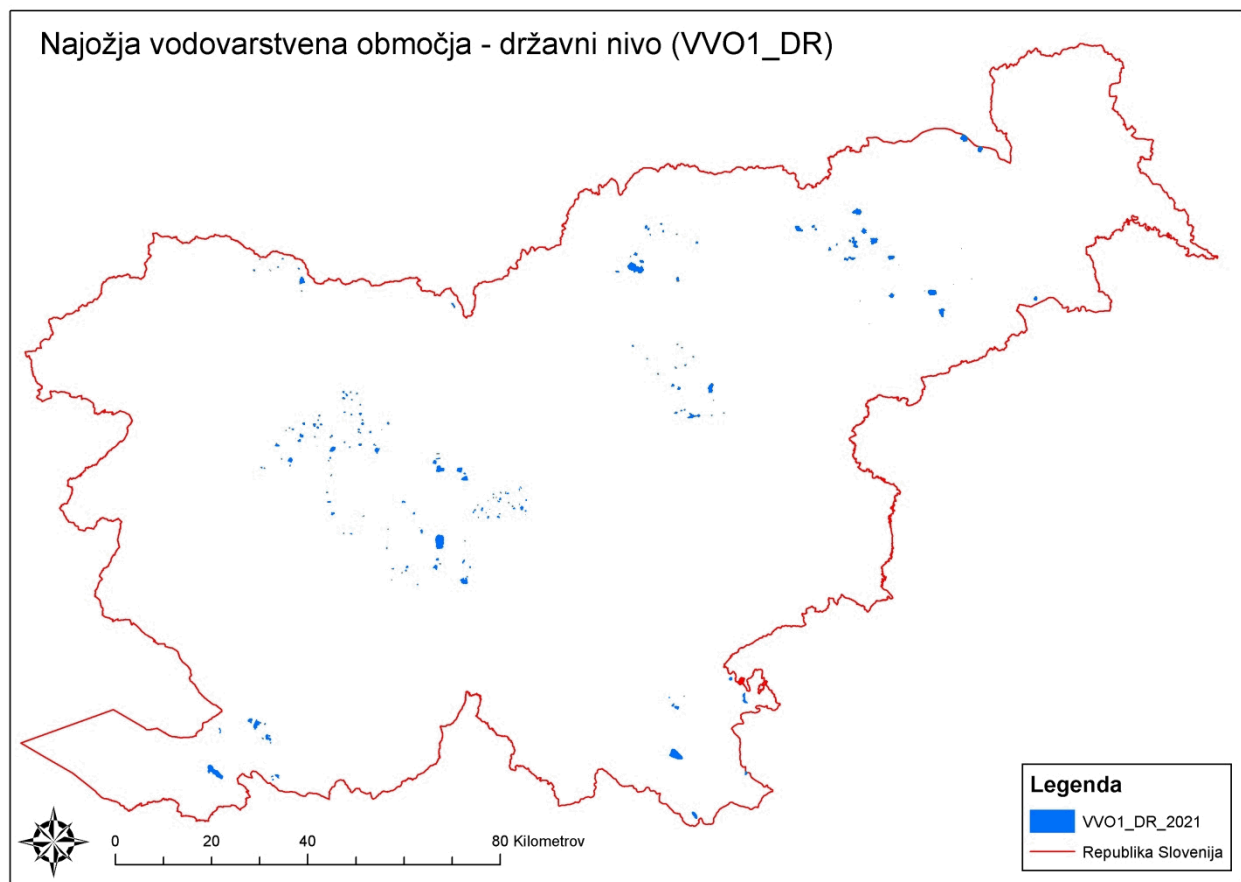 Najožja vodovarstvena območja - državni nivo (VVO1_DR)
Legenda
VVO1_DR_2021
Republika Slovenija
0 20 40 80 Kilometrov